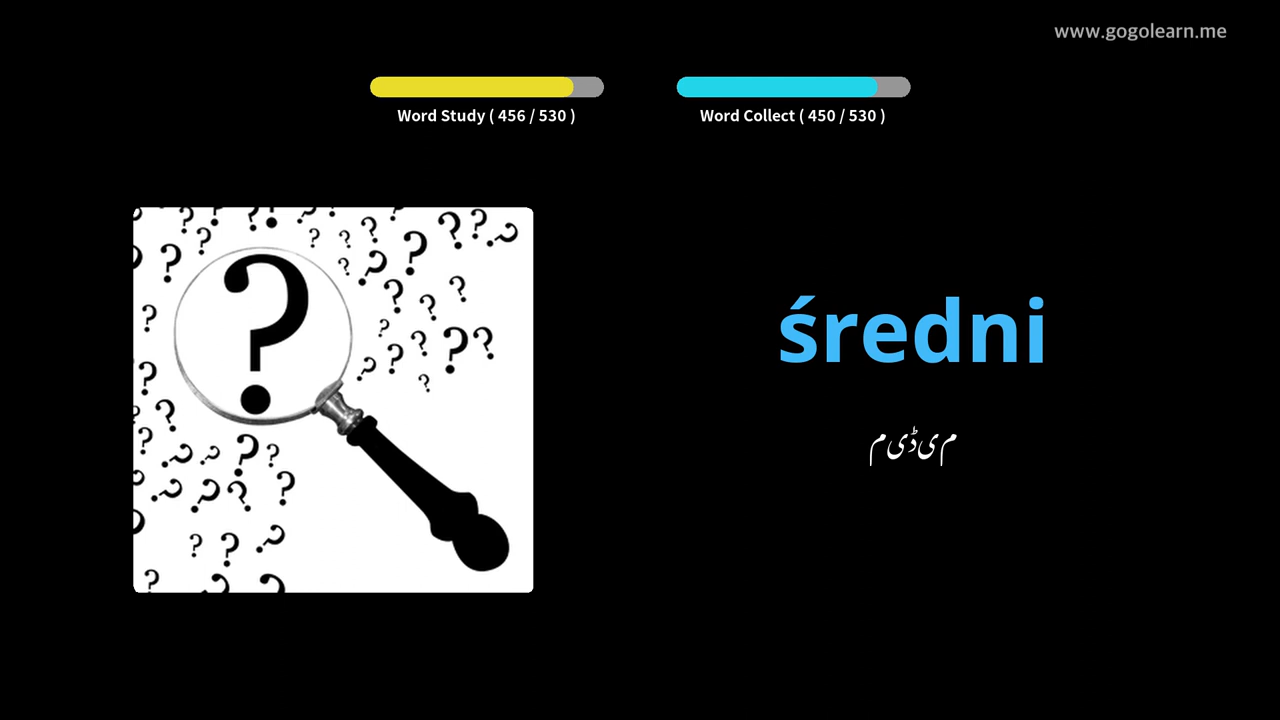 www.gogolearn.me
Word Study ( 456 / 530 )
Word Collect ( 450 / 530 )
średni
میڈیم